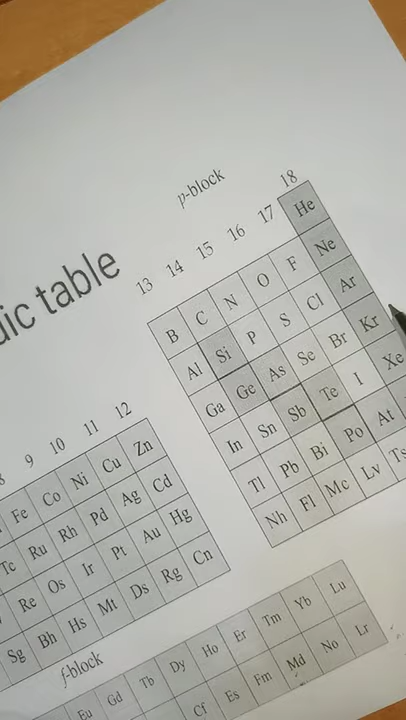 p-block
18
dic table
13 14 15 16 17
He
B C N O F Ne
Al Si P S Cl Ar
Ga Ge As Se Br Kr
In Sn Sb Te I Xe
Tl Pb Bi Po At
Nh Fl Mc Lv Ts
8 9 10 11 12
Fe Co Ni Cu Zn
Tc Ru Rh Pd Ag Cd
Re Os Ir Pt Au Hg
Sg Bh Hs Mt Ds Rg Cn
f-block
Eu Gd Tb Dy Ho Er Tm Yb Lu
Cf Es Fm Md No Lr